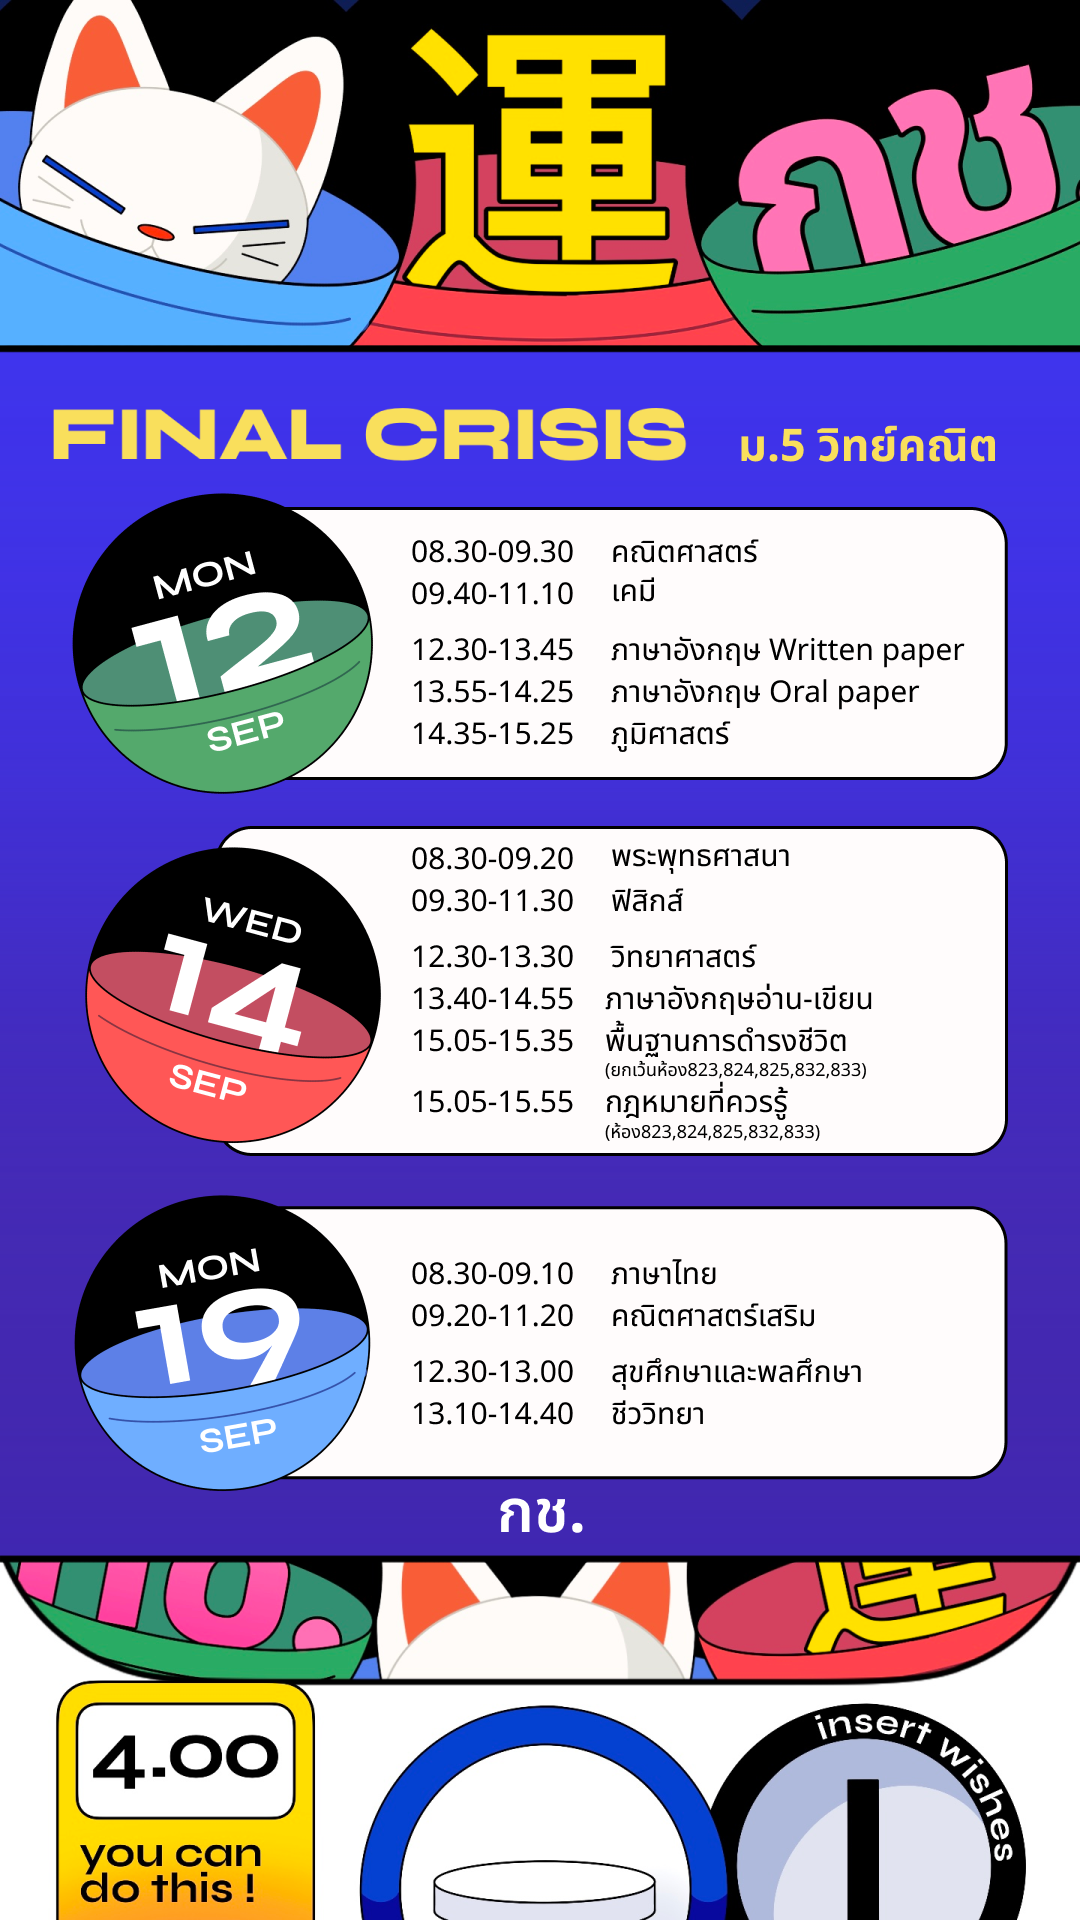 運
กช
FINAL CRISIS ม.5 วิทย์คณิต
MON
12
SEP
08.30-09.30 คณิตศาสตร์
09.40-11.10 เคมี
12.30-13.45 ภาษาอังกฤษ Written paper
13.55-14.25 ภาษาอังกฤษ Oral paper
14.35-15.25 ภูมิศาสตร์
WED
14
SEP
08.30-09.20 พระพุทธศาสนา
09.30-11.30 ฟิสิกส์
12.30-13.30 วิทยาศาสตร์
13.40-14.55 ภาษาอังกฤษอ่าน-เขียน
15.05-15.35 พื้นฐานการดำรงชีวิต
(ยกเว้นห้อง823,824,825,832,833)
15.05-15.55 กฎหมายที่ควรรู้
(ห้อง823,824,825,832,833)
MON
19
SEP
08.30-09.10 ภาษาไทย
09.20-11.20 คณิตศาสตร์เสริม
12.30-13.00 สุขศึกษาและพลศึกษา
13.10-14.40 ชีววิทยา
กช.
4.00
you can
do this !
insert wishes